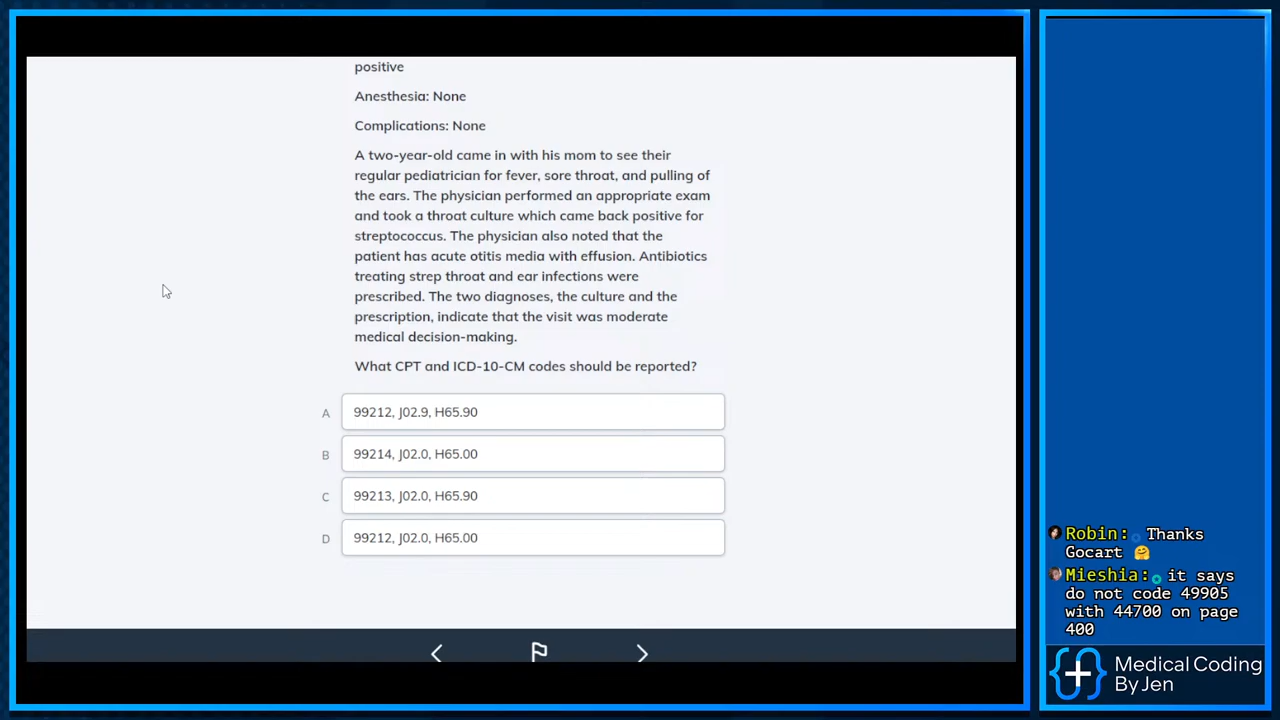 positive
Anesthesia: None
Complications: None
A two-year-old came in with his mom to see their
regular pediatrician for fever, sore throat, and pulling of
the ears. The physician performed an appropriate exam
and took a throat culture which came back positive for
streptococcus. The physician also noted that the
patient has acute otitis media with effusion. Antibiotics
treating strep throat and ear infections were
prescribed. The two diagnoses, the culture and the
prescription, indicate that the visit was moderate
medical decision-making.
What CPT and ICD-10-CM codes should be reported?
A 99212, J02.9, H65.90
B 99214, J02.0, H65.00
C 99213, J02.0, H65.90
D 99212, J02.0, H65.00
Robin: Thanks
Gocart 🤗
Mieshia: it says
do not code 49905
with 44700 on page
400
Medical Coding
By Jen